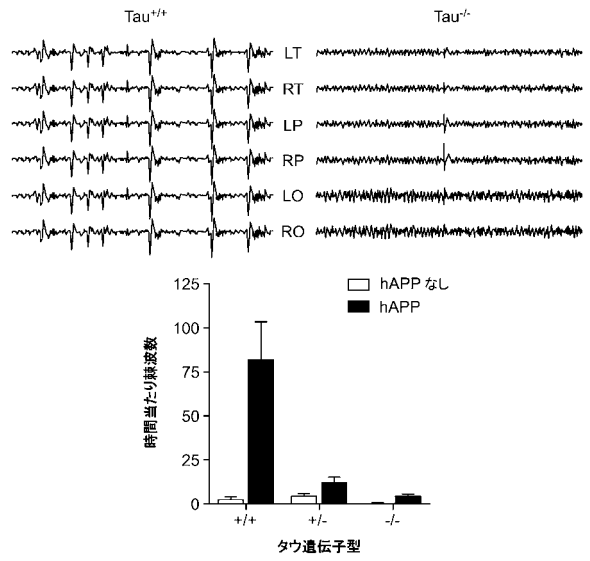 Tau+/+ Tau-/-
LT
RT
LP
RP
LO
RO
125
100
75
50
25
0
時間当たり棘波数
hAPP なし
hAPP
+/+ +/- -/-
タウ遺伝子型